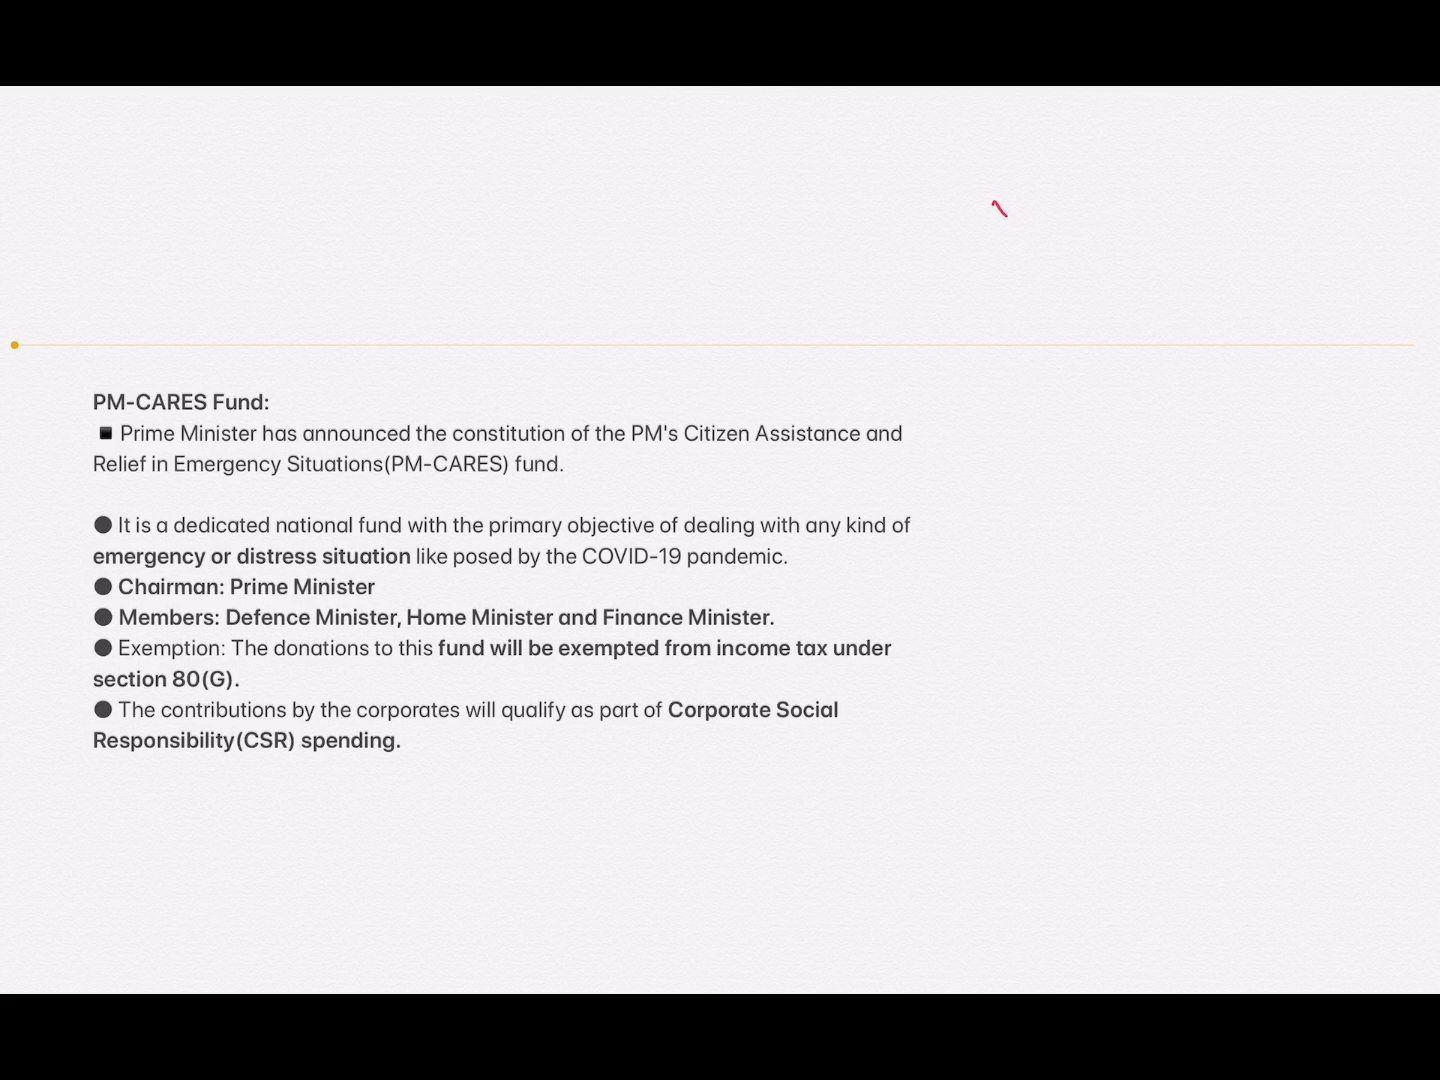 PM-CARES Fund:
▪ Prime Minister has announced the constitution of the PM's Citizen Assistance and
Relief in Emergency Situations(PM-CARES) fund.
● It is a dedicated national fund with the primary objective of dealing with any kind of
emergency or distress situation like posed by the COVID-19 pandemic.
● Chairman: Prime Minister
● Members: Defence Minister, Home Minister and Finance Minister.
● Exemption: The donations to this fund will be exempted from income tax under
section 80(G).
● The contributions by the corporates will qualify as part of Corporate Social
Responsibility(CSR) spending.